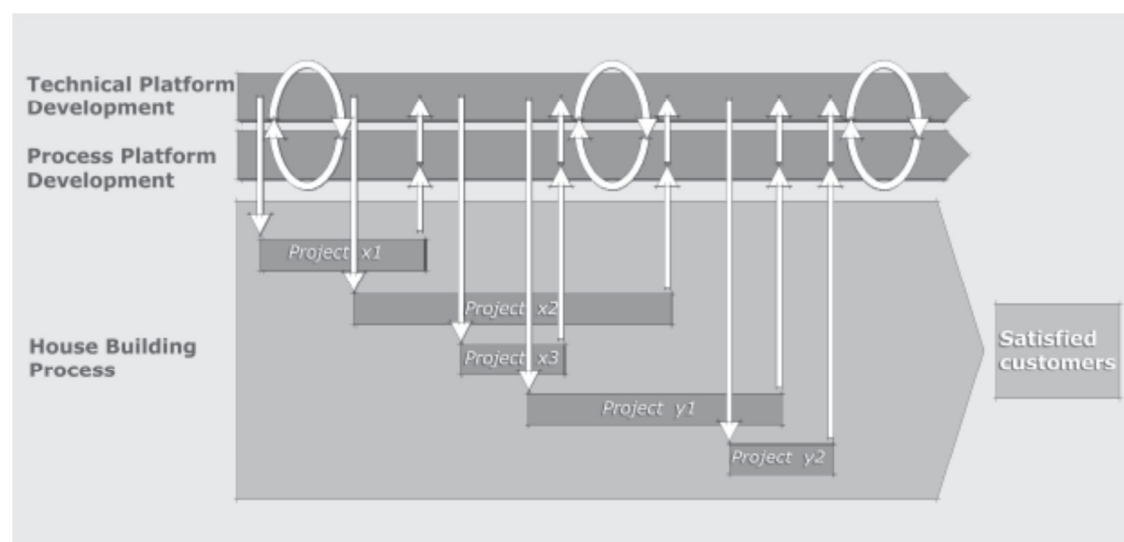 Technical Platform
Development
Process Platform
Development
Project x1
Project x2
House Building
Process
Project x3
Satisfied
customers
Project y1
Project y2